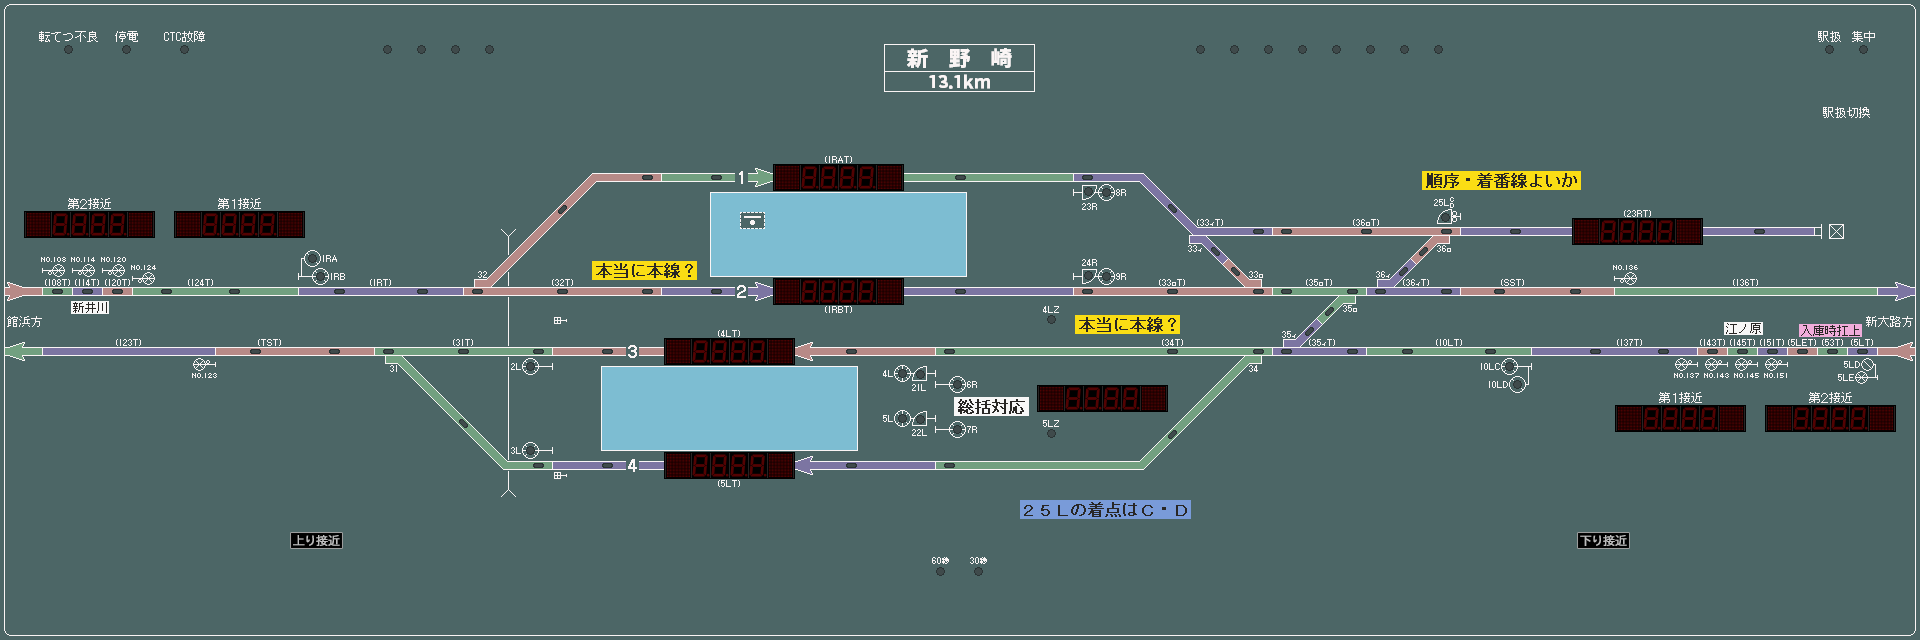 転てつ不良 停電 CTC故障
新 野 崎
13.1km
駅扱 集中
駅扱切換
(1RAT)
1
8R
23R
順序・着番線よいか
25L
C
D
(23RT)
第2接近 第1接近
(33イT) (36ロT)
33イ 36ロ
NO.108 NO.114 NO.120 NO.124
1RA
1RB
本当に本線？
24R
9R
NO.136
(108T) (114T) (120T) (124T) (1RT) 32 (32T) 2 (33ロT) 33ロ (35ロT) 36イ (36イT) (SST) (136T)
新井川
(1RBT)
35ロ
館浜方
4LZ
本当に本線？
新大路方
江ノ原
入庫時扛上
(4LT)
(123T) (TST) (31T) 3 (34T) 35イ (35イT) (10LT) (137T) (143T) (145T) (151T) (5LET) (53T) (5LT)
NO.123
31
2L
4L
21L
6R
34
10LC
10LD
NO.137 NO.143 NO.145 NO.151
5LD
5LE
総括対応
5L
22L
7R
5LZ
第1接近 第2接近
3L
4
(5LT)
２５Ｌの着点はＣ・Ｄ
上り接近
下り接近
60秒 30秒